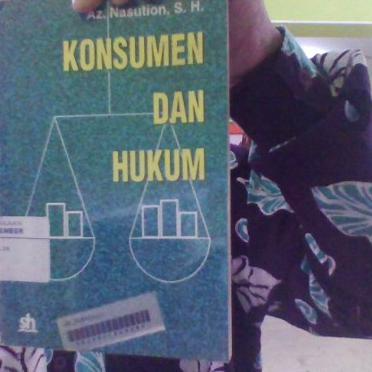 Az. Nasution, S. H.
KONSUMEN
DAN
HUKUM
sh